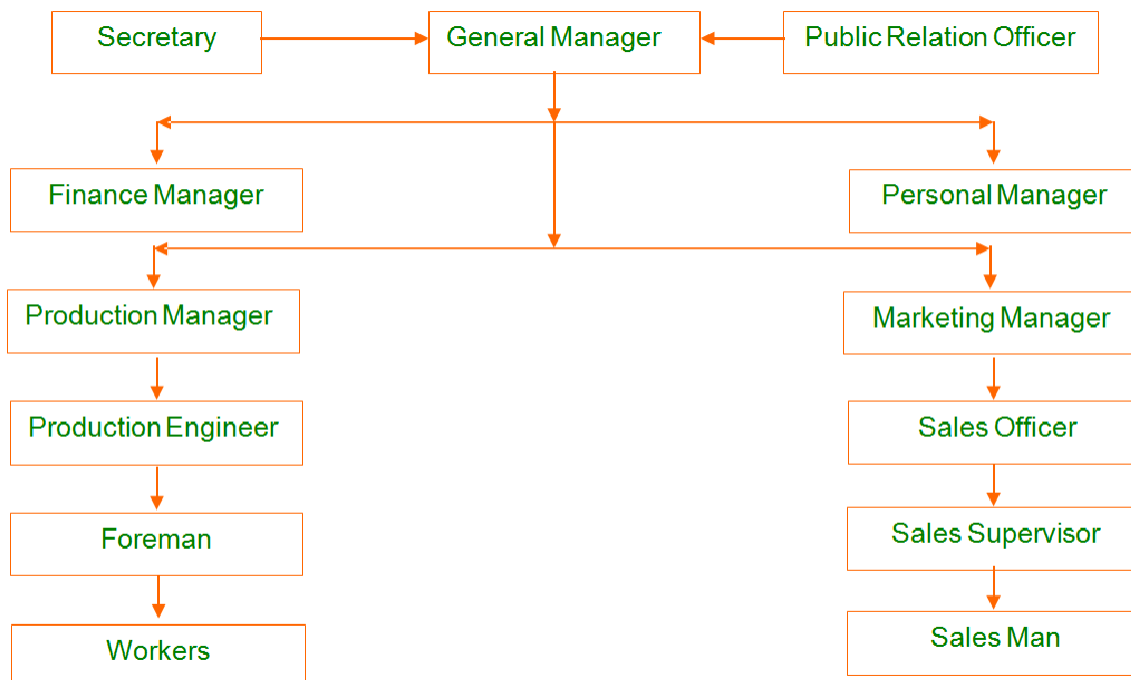 Secretary
General Manager
Public Relation Officer
Finance Manager
Personal Manager
Production Manager
Marketing Manager
Production Engineer
Sales Officer
Foreman
Sales Supervisor
Workers
Sales Man